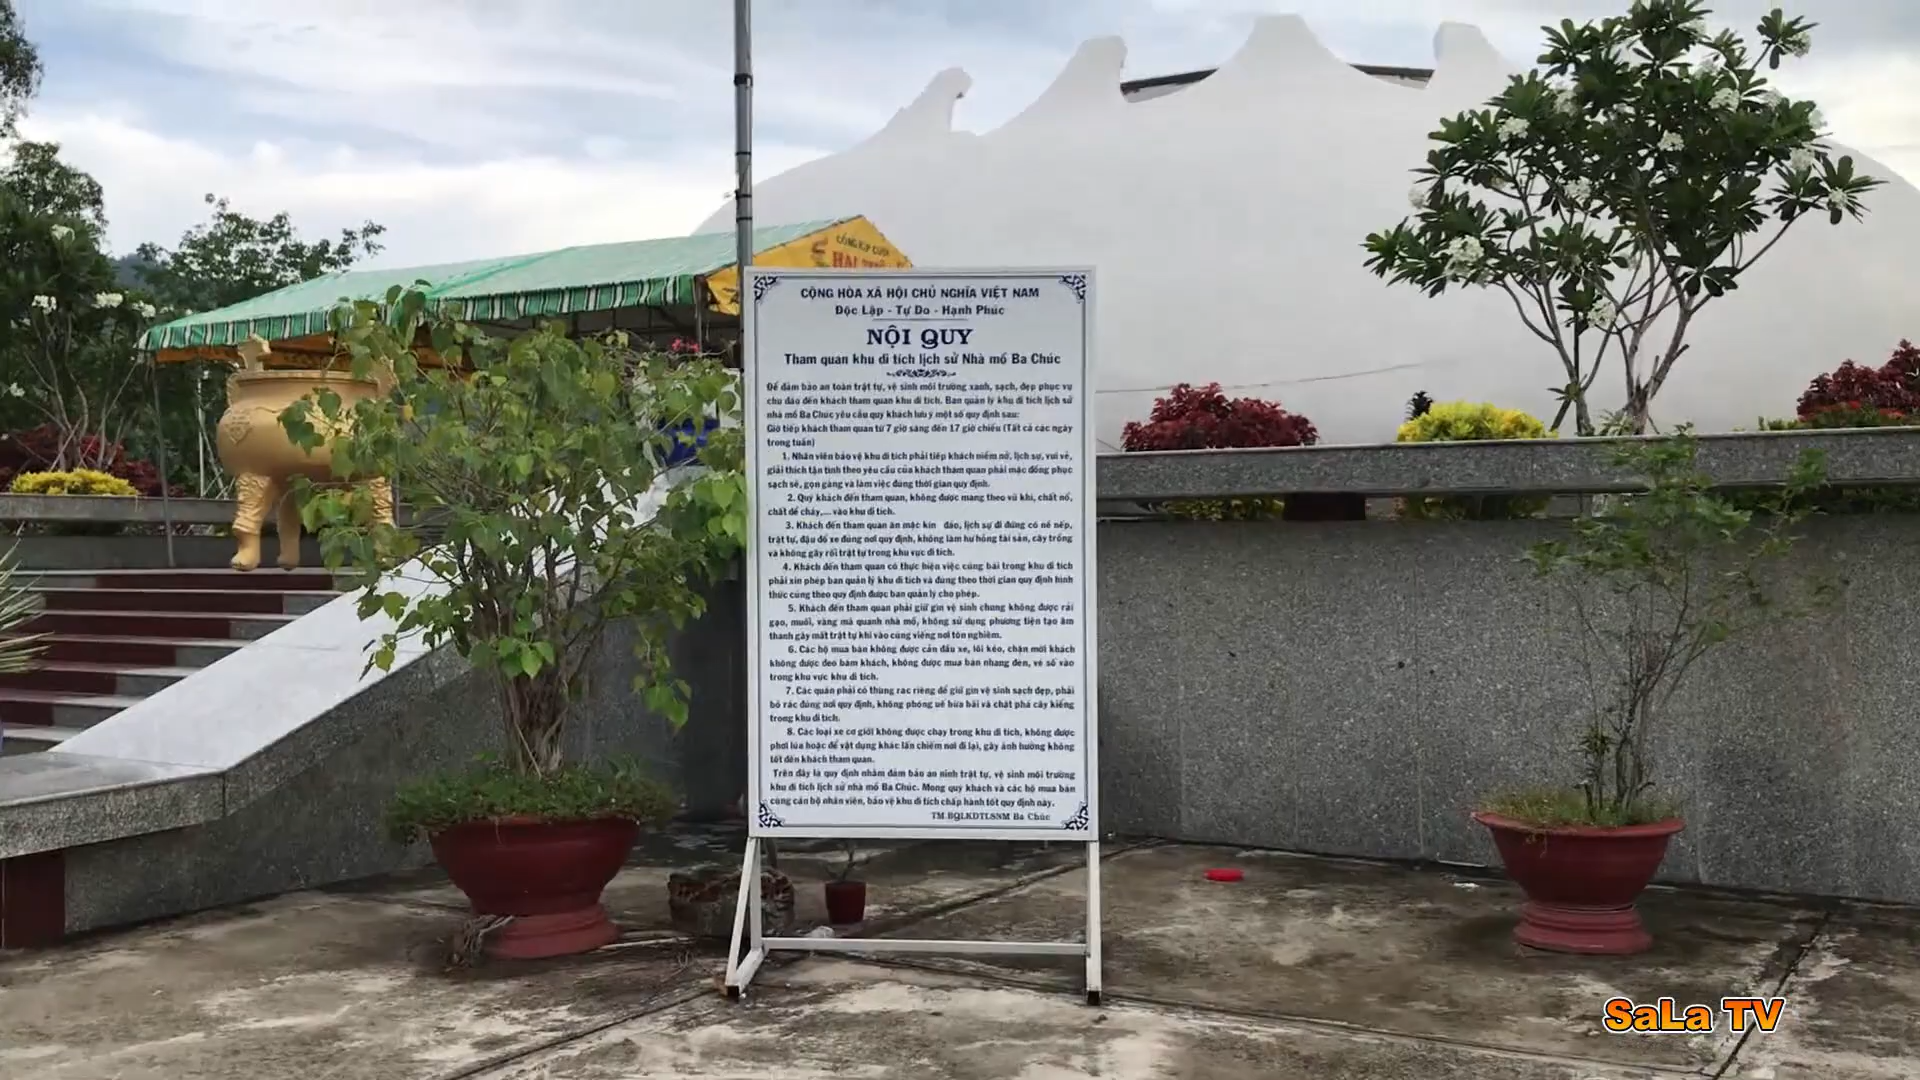 CỔNG RẠP CƯỚI
HAI
CỘNG HÒA XÃ HỘI CHỦ NGHĨA VIỆT NAM
Độc Lập - Tự Do - Hạnh Phúc
NỘI QUY
Tham quan khu di tích lịch sử Nhà mồ Ba Chúc
Để đảm bảo an toàn trật tự, vệ sinh môi trường xanh, sạch, đẹp phục vụ
chu đáo đến khách tham quan khu di tích. Ban quản lý khu di tích lịch sử
nhà mồ Ba Chúc yêu cầu quý khách lưu ý một số quy định sau:
Giờ tiếp khách tham quan từ 7 giờ sáng đến 17 giờ chiều (Tất cả các ngày
trong tuần)
1. Nhân viên bảo vệ khu di tích phải tiếp khách niềm nở, lịch sự, vui vẻ,
giải thích tận tình theo yêu cầu của khách tham quan phải mặc đồng phục
sạch sẽ, gọn gàng và làm việc đúng thời gian quy định.
2. Quý khách đến tham quan, không được mang theo vũ khí, chất nổ,
chất dể cháy,... vào khu di tích.
3. Khách đến tham quan ăn mặc kín đáo, lịch sự đi đứng có nề nếp,
trật tự, đậu đổ xe đúng nơi quy định, không làm hư hỏng tài sản, cây trồng
và không gây rối trật tự trong khu vực di tích.
4. Khách đến tham quan có thực hiện việc cúng bái trong khu di tích
phải xin phép ban quản lý khu di tích và đúng theo thời gian quy định hình
thức cúng theo quy định được ban quản lý cho phép.
5. Khách đến tham quan phải giữ gìn vệ sinh chung không được rải
gạo, muối, vàng mã quanh nhà mồ, không sử dụng phương tiện tạo âm
thanh gây mất trật tự khi vào cúng viếng nơi tôn nghiêm.
6. Các hộ mua bán không được cản đầu xe, lôi kéo, chặn mời khách
không được đeo bám khách, không được mua bán nhang đèn, vé số vào
trong khu vực khu di tích.
7. Các quán phải có thùng rác riêng để giữ gìn vệ sinh sạch đẹp, phải
bỏ rác đúng nơi quy định, không phóng uế bừa bãi và chặt phá cây kiểng
trong khu di tích.
8. Các loại xe cơ giới không được chạy trong khu di tích, không được
phơi lúa hoặc để vật dụng khác lấn chiếm nơi đi lại, gây ảnh hưởng không
tốt đến khách tham quan.
Trên đây là quy định nhằm đảm bảo an ninh trật tự, vệ sinh môi trường
khu di tích lịch sử nhà mồ Ba Chúc. Mong quý khách và các hộ mua bán
cùng cán bộ nhân viên, bảo vệ khu di tích chấp hành tốt quy định này.
TM.BQLKDTLSNM Ba Chúc
SaLa TV